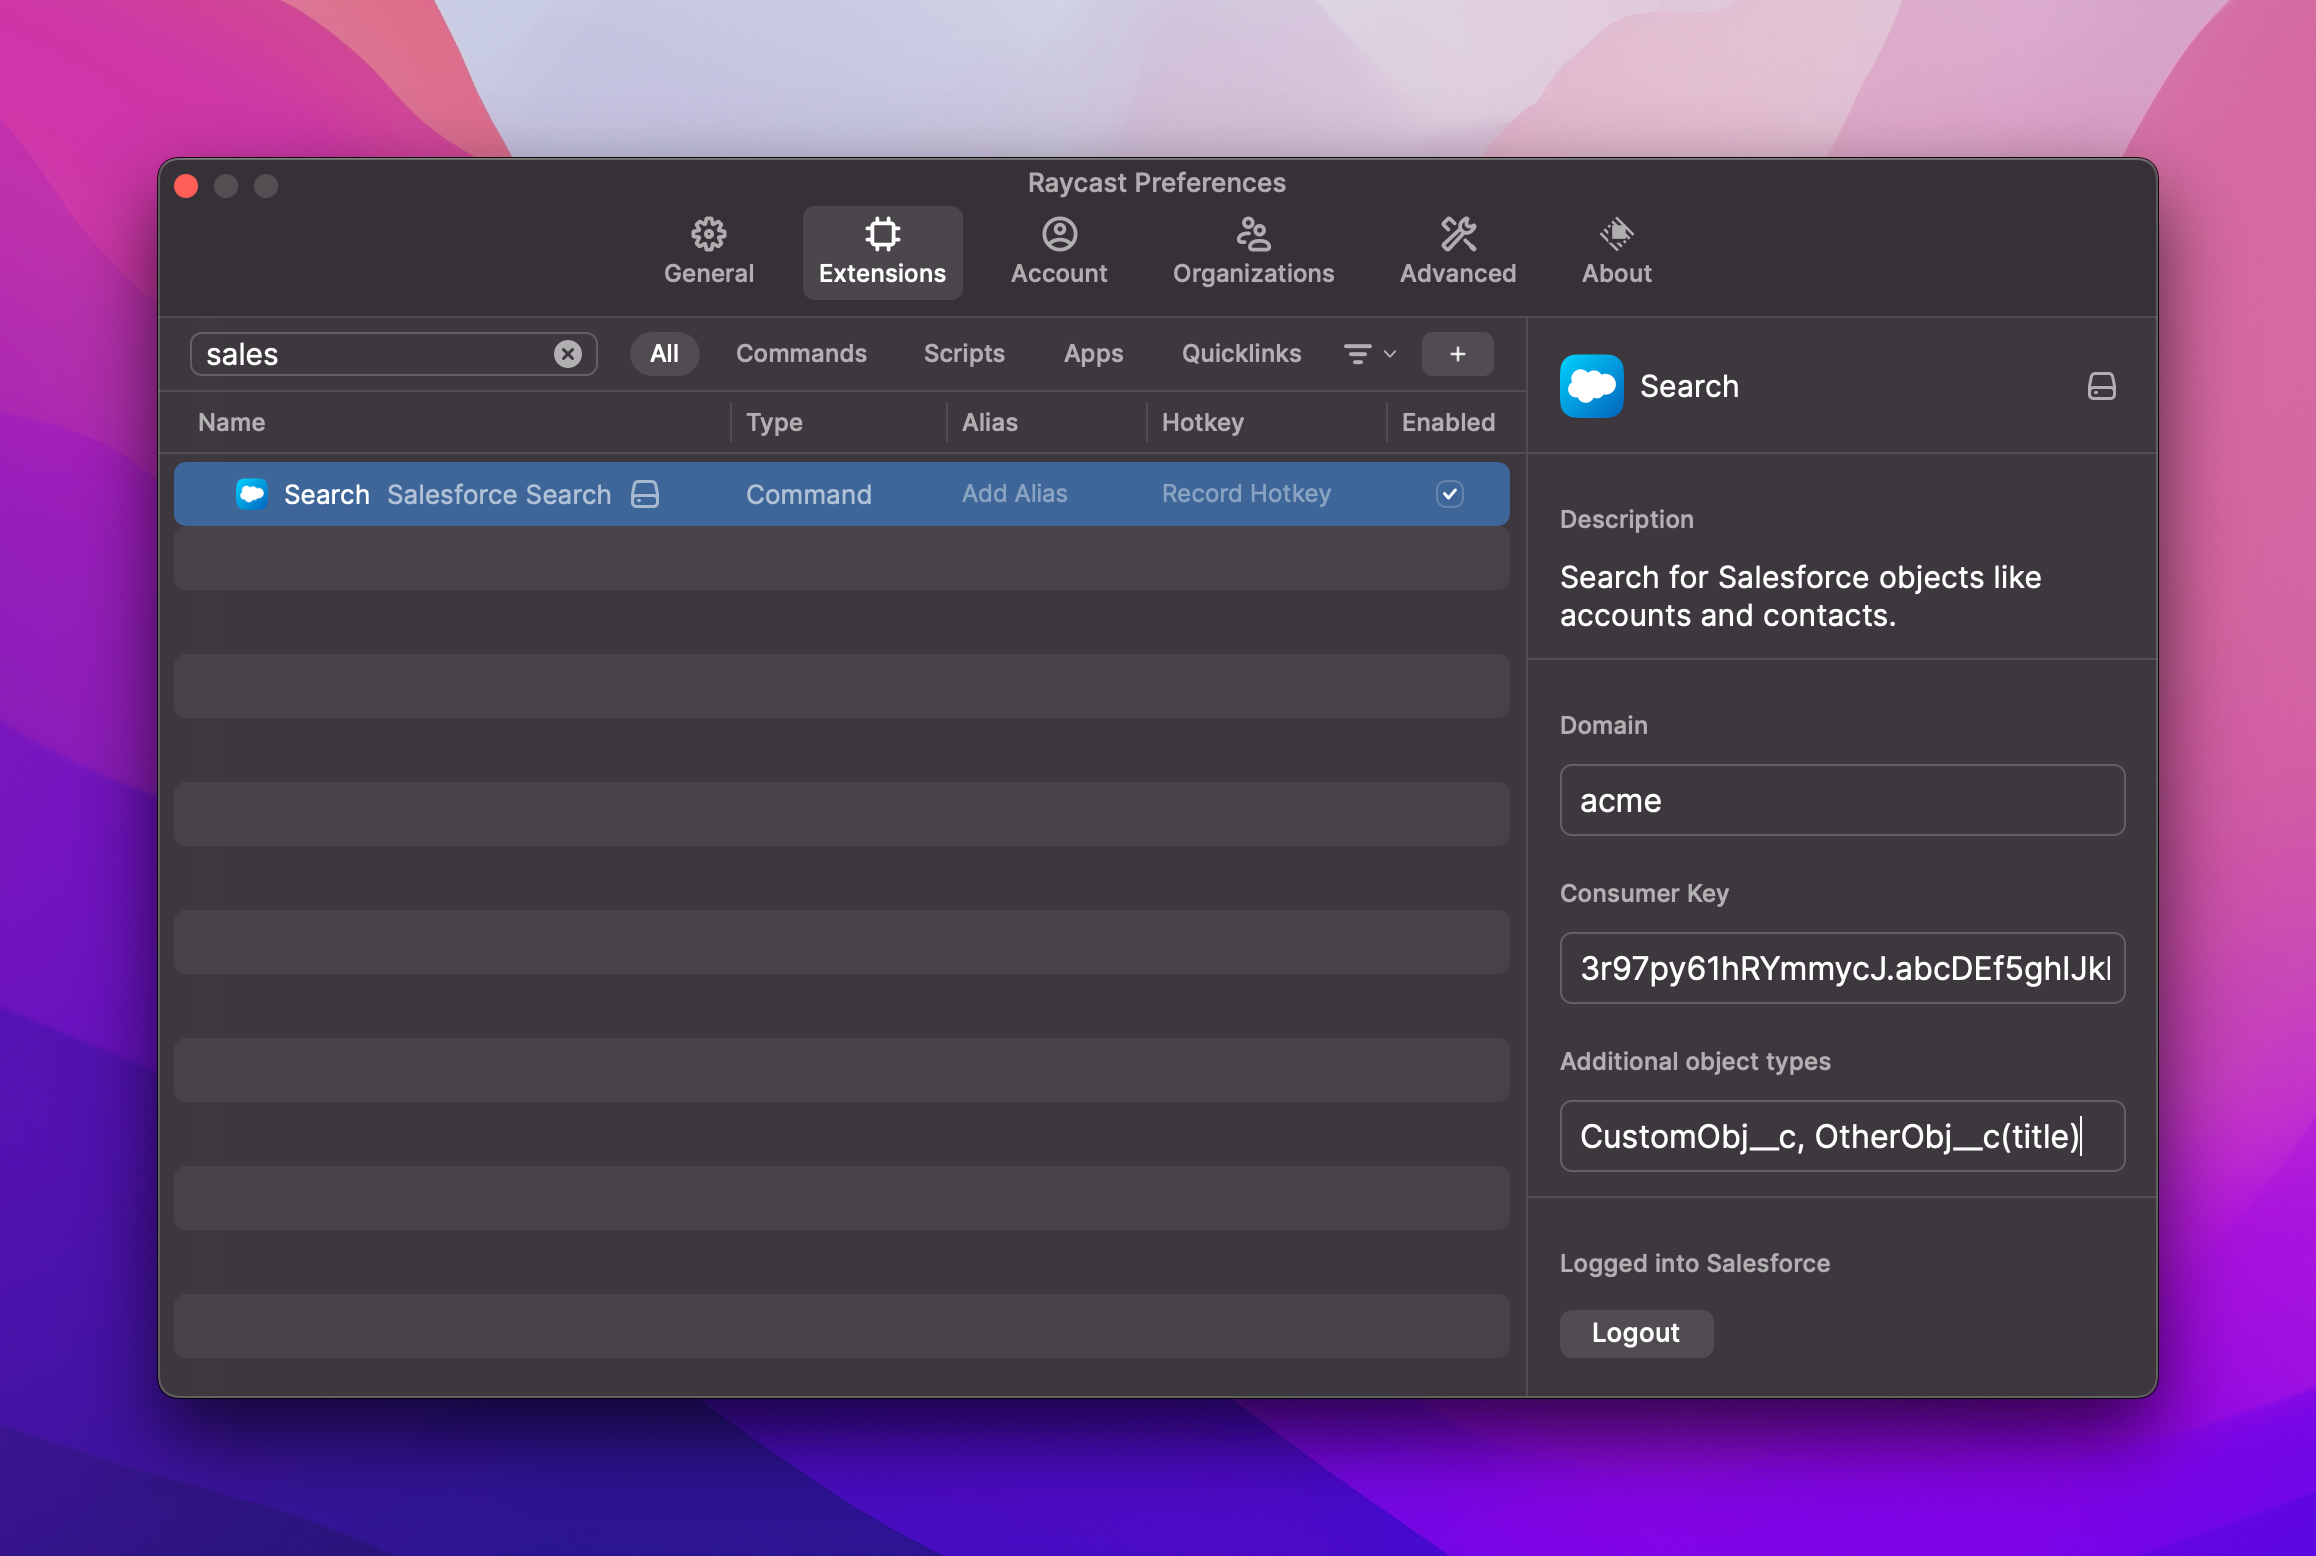 Raycast Preferences
General
Extensions
Account
Organizations
Advanced
About
sales
All
Commands
Scripts
Apps
Quicklinks
Name
Type
Alias
Hotkey
Enabled
Search Salesforce Search
Command
Add Alias
Record Hotkey
Search
Description
Search for Salesforce objects like
accounts and contacts.
Domain
acme
Consumer Key
3r97py61hRYmmycJ.abcDEf5ghIJkl
Additional object types
CustomObj__c, OtherObj__c(title)
Logged into Salesforce
Logout